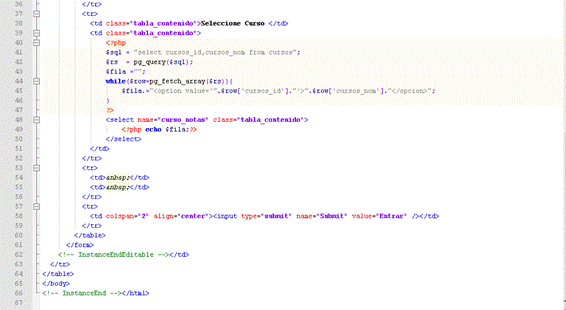 36 </tr>
37 <tr>
38 <td class="tabla_contenido">Seleccione Curso </td>
39 <td class="tabla_contenido">
40 <?php
41 $sql = "select cursos_id,cursos_nom from cursos";
42 $rs = pg_query($sql);
43 $fila ="";
44 while($row=pg_fetch_array($rs)){
45 $fila.="<option value='".$row['cursos_id']."'>".$row['cursos_nom']."</opcion>";
46 }
47 ?>
48 <select name="curso_notas" class="tabla_contenido">
49 <?php echo $fila;?>
50 </select>
51 </td>
52 </tr>
53 <tr>
54 <td>&nbsp;</td>
55 <td>&nbsp;</td>
56 </tr>
57 <tr>
58 <td colspan="2" align="center"><input type="submit" name="Submit" value="Entrar" /></td>
59 </tr>
60 </table>
61 </form>
62 <!-- InstanceEndEditable --></td>
63 </tr>
64 </table>
65 </body>
66 <!-- InstanceEnd --></html>
67